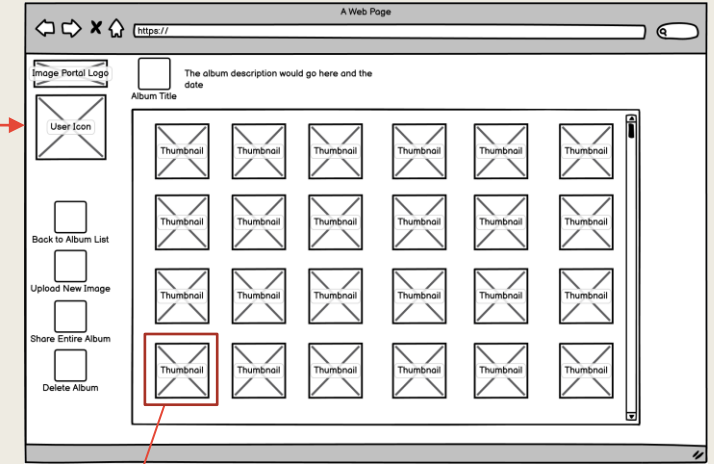 A Web Page
https://
Image Portal Logo
The album description would go here and the
date
Album Title
User Icon
Thumbnail Thumbnail Thumbnail Thumbnail Thumbnail Thumbnail
Thumbnail Thumbnail Thumbnail Thumbnail Thumbnail Thumbnail
Back to Album List
Upload New Image
Thumbnail Thumbnail Thumbnail Thumbnail Thumbnail Thumbnail
Share Entire Album
Thumbnail Thumbnail Thumbnail Thumbnail Thumbnail Thumbnail
Delete Album